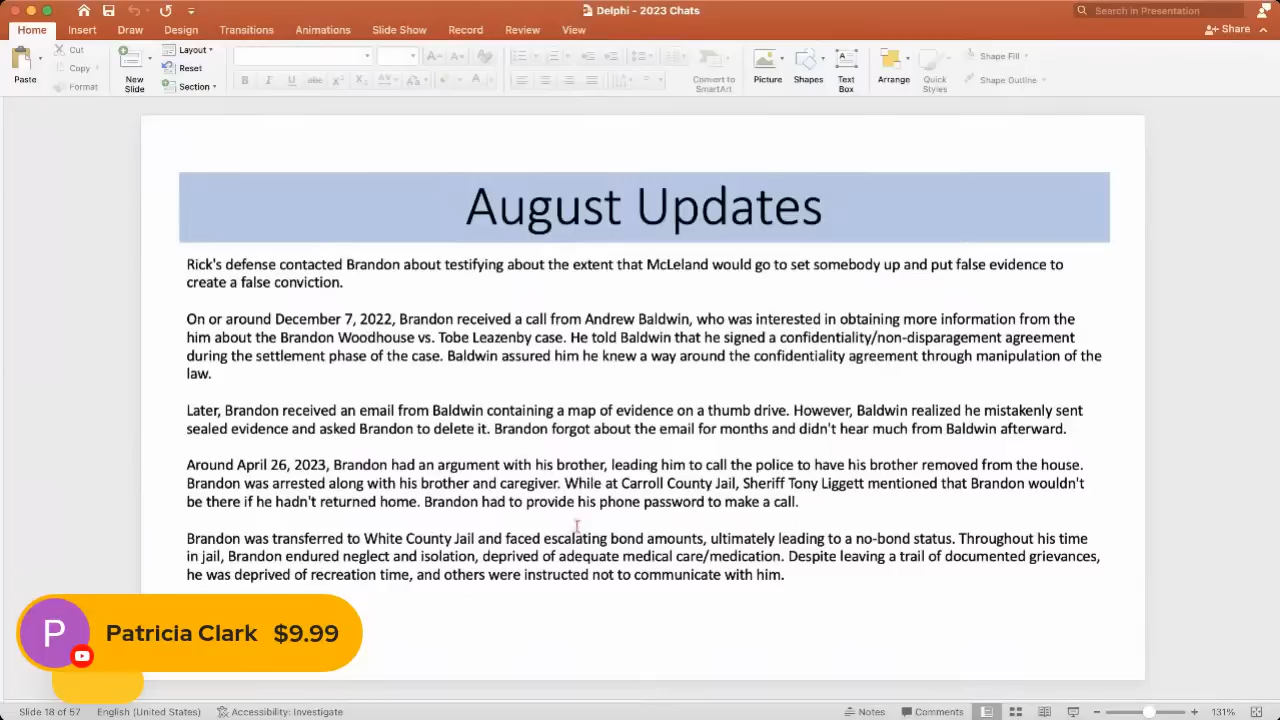 Delphi - 2023 Chats
Search in Presentation
Home Insert Draw Design Transitions Animations Slide Show Record Review View
Share
Paste
Cut
Copy
Format
New Slide
Layout
Reset
Section
Convert to SmartArt
Picture
Shapes
Text Box
Arrange
Quick Styles
Shape Fill
Shape Outline
August Updates
Rick's defense contacted Brandon about testifying about the extent that McLeland would go to set somebody up and put false evidence to
create a false conviction.
On or around December 7, 2022, Brandon received a call from Andrew Baldwin, who was interested in obtaining more information from the
him about the Brandon Woodhouse vs. Tobe Leazenby case. He told Baldwin that he signed a confidentiality/non-disparagement agreement
during the settlement phase of the case. Baldwin assured him he knew a way around the confidentiality agreement through manipulation of the
law.
Later, Brandon received an email from Baldwin containing a map of evidence on a thumb drive. However, Baldwin realized he mistakenly sent
sealed evidence and asked Brandon to delete it. Brandon forgot about the email for months and didn't hear much from Baldwin afterward.
Around April 26, 2023, Brandon had an argument with his brother, leading him to call the police to have his brother removed from the house.
Brandon was arrested along with his brother and caregiver. While at Carroll County Jail, Sheriff Tony Liggett mentioned that Brandon wouldn't
be there if he hadn't returned home. Brandon had to provide his phone password to make a call.
Brandon was transferred to White County Jail and faced escalating bond amounts, ultimately leading to a no-bond status. Throughout his time
in jail, Brandon endured neglect and isolation, deprived of adequate medical care/medication. Despite leaving a trail of documented grievances,
he was deprived of recreation time, and others were instructed not to communicate with him.
P
Patricia Clark $9.99
Slide 18 of 57 English (United States) Accessibility: Investigate
Notes Comments 131%